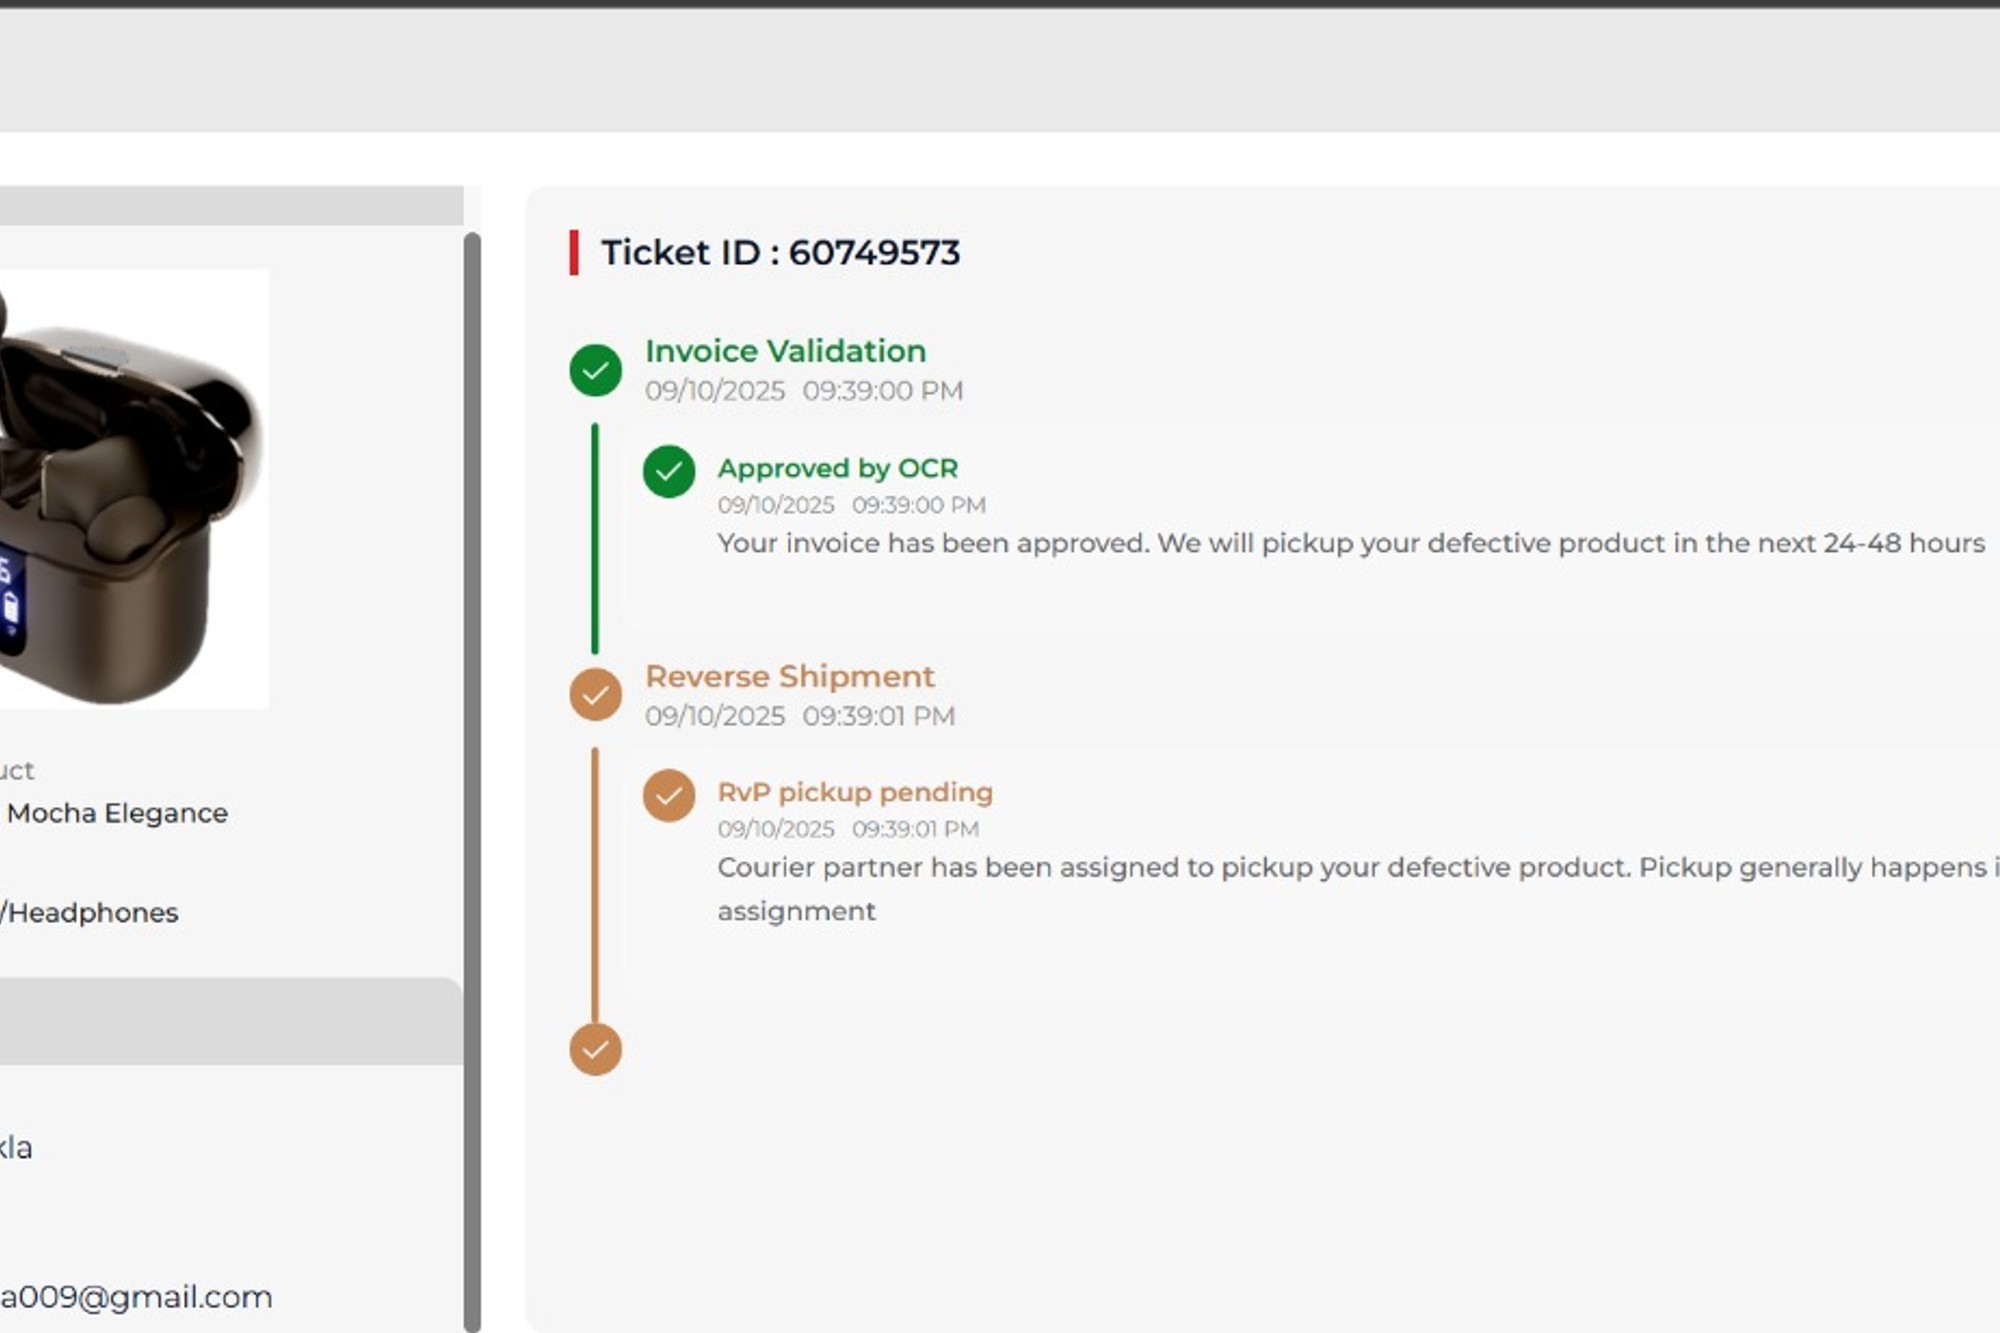 Ticket ID : 60749573
Invoice Validation
09/10/2025 09:39:00 PM
Approved by OCR
09/10/2025 09:39:00 PM
Your invoice has been approved. We will pickup your defective product in the next 24-48 hours
Reverse Shipment
09/10/2025 09:39:01 PM
RvP pickup pending
09/10/2025 09:39:01 PM
Courier partner has been assigned to pickup your defective product. Pickup generally happens
assignment
Mocha Elegance
/Headphones
a009@gmail.com